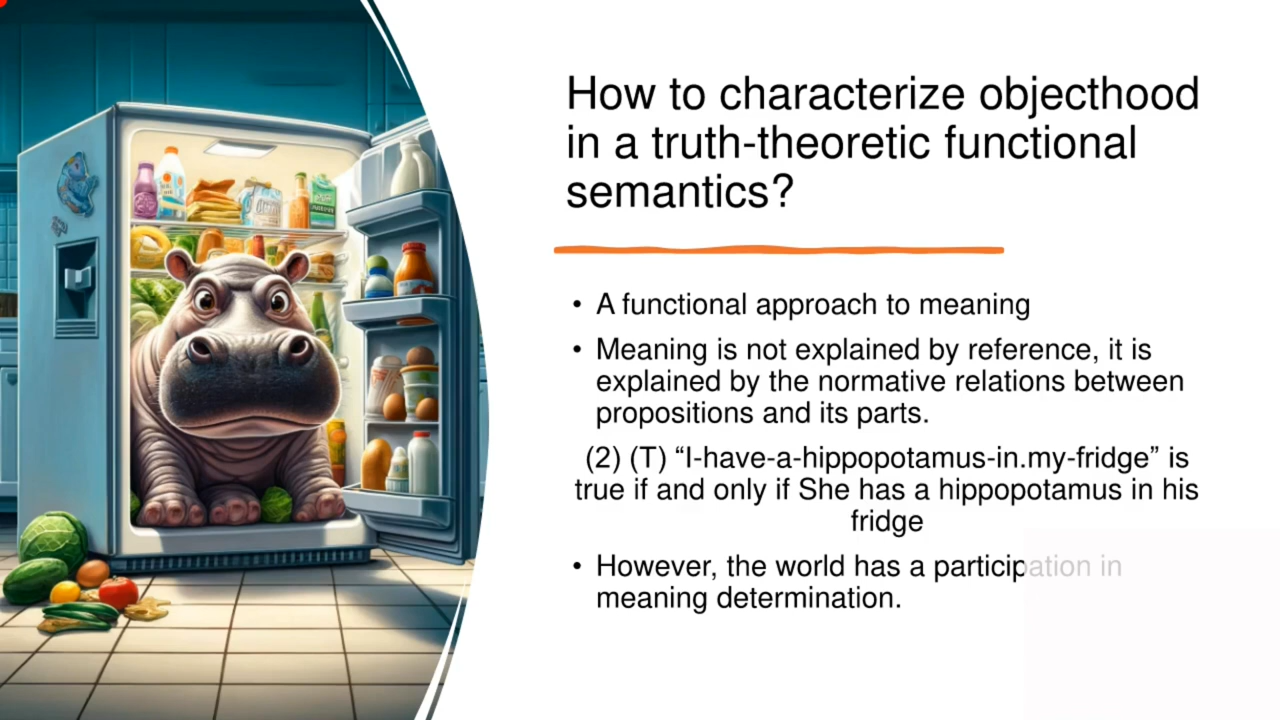 How to characterize objecthood
in a truth-theoretic functional
semantics?
• A functional approach to meaning
• Meaning is not explained by reference, it is
explained by the normative relations between
propositions and its parts.
(2) (T) “I-have-a-hippopotamus-in.my-fridge” is
true if and only if She has a hippopotamus in his
fridge
• However, the world has a participation in
meaning determination.